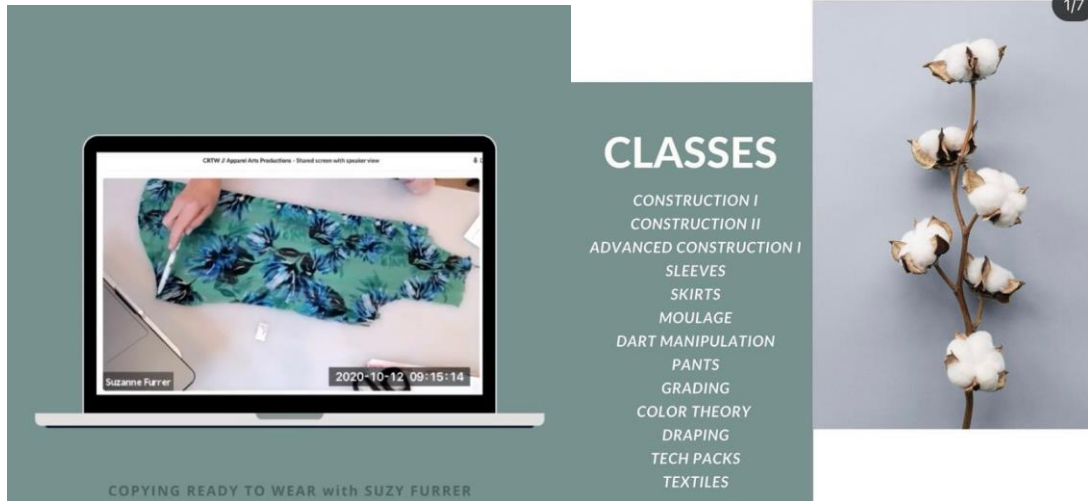 1/7
CRTW // Apparel Arts Productions - Shared screen with speaker view
Suzanne Furrer
2020-10-12 09:15:14
COPYING READY TO WEAR with SUZY FURRER
CLASSES
CONSTRUCTION I
CONSTRUCTION II
ADVANCED CONSTRUCTION I
SLEEVES
SKIRTS
MOULAGE
DART MANIPULATION
PANTS
GRADING
COLOR THEORY
DRAPING
TECH PACKS
TEXTILES